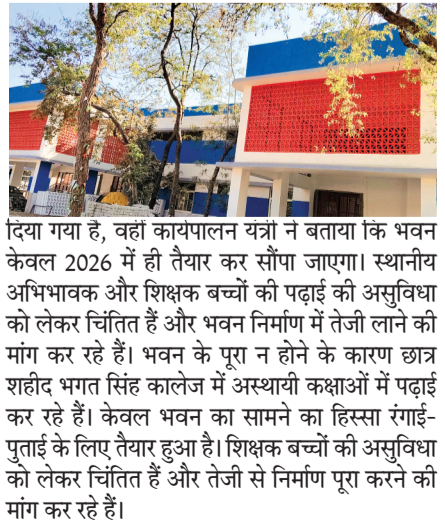 दिया गया है, वहीं कार्यपालन यंत्री ने बताया कि भवन
केवल 2026 में ही तैयार कर सौंपा जाएगा। स्थानीय
अभिभावक और शिक्षक बच्चों की पढ़ाई की असुविधा
को लेकर चिंतित हैं और भवन निर्माण में तेजी लाने की
मांग कर रहे हैं। भवन के पूरा न होने के कारण छात्र
शहीद भगत सिंह कालेज में अस्थायी कक्षाओं में पढ़ाई
कर रहे हैं। केवल भवन का सामने का हिस्सा रंगाई-
पुताई के लिए तैयार हुआ है। शिक्षक बच्चों की असुविधा
को लेकर चिंतित हैं और तेजी से निर्माण पूरा करने की
मांग कर रहे हैं।